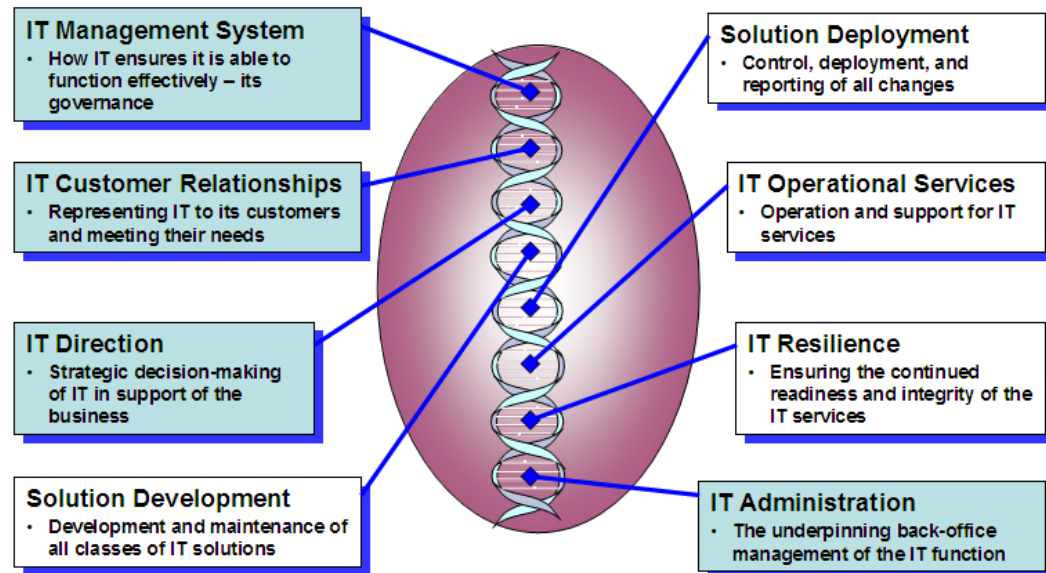 IT Management System
• How IT ensures it is able to
function effectively – its
governance
IT Customer Relationships
• Representing IT to its customers
and meeting their needs
IT Direction
• Strategic decision-making
of IT in support of the
business
Solution Development
• Development and maintenance of
all classes of IT solutions
Solution Deployment
• Control, deployment, and
reporting of all changes
IT Operational Services
• Operation and support for IT
services
IT Resilience
• Ensuring the continued
readiness and integrity of the
IT services
IT Administration
• The underpinning back-office
management of the IT function